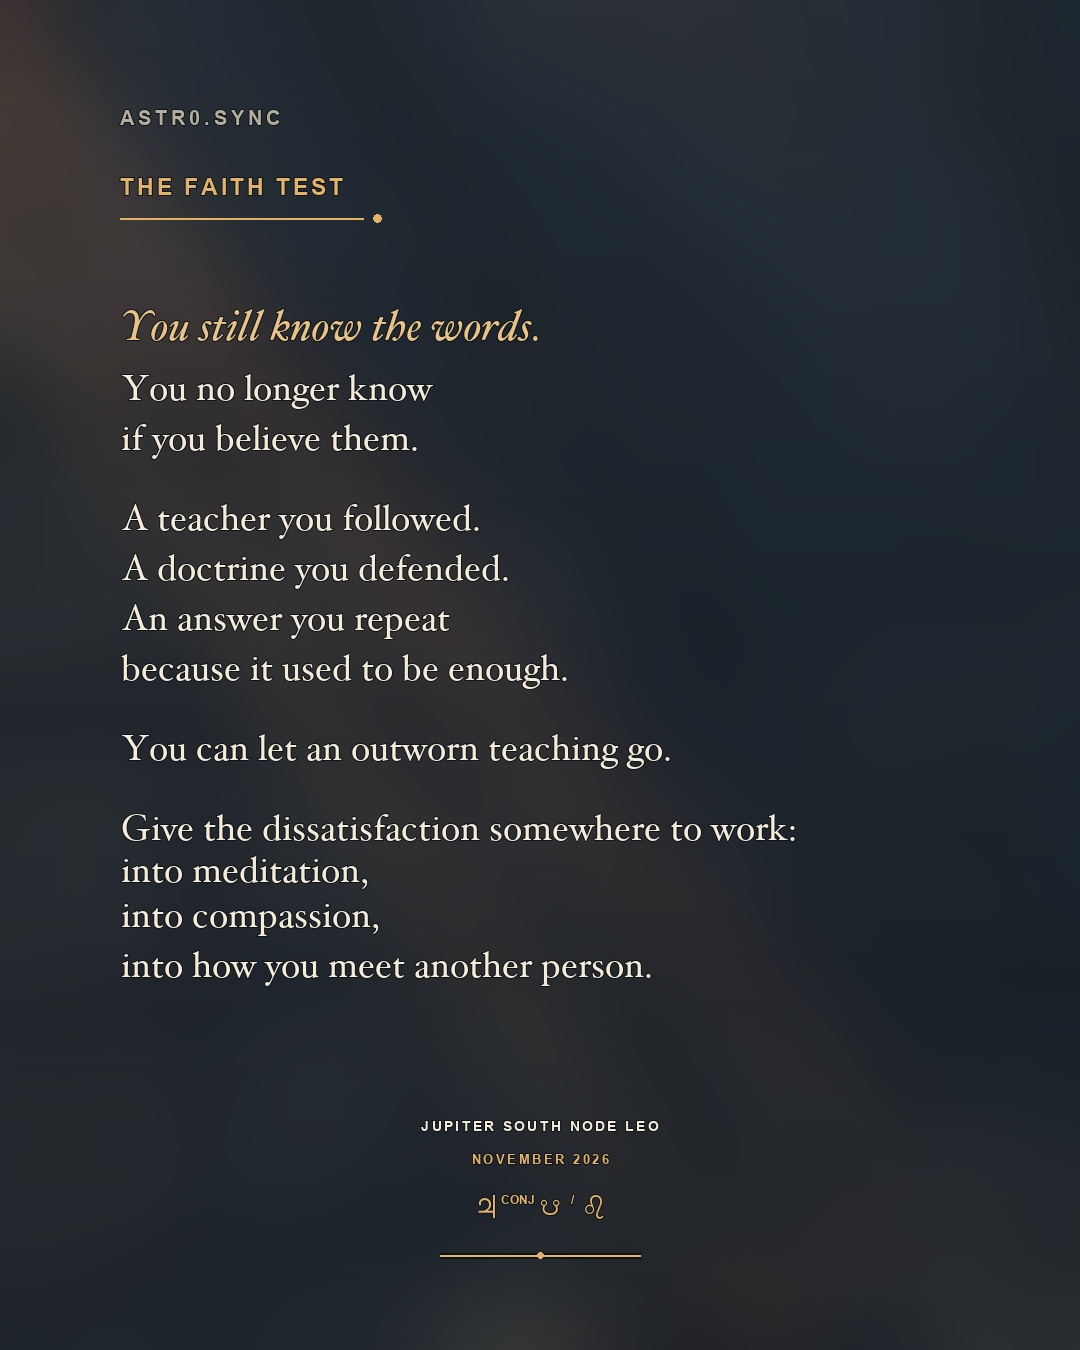 ASTR0.SYNC
THE FAITH TEST
You still know the words.
You no longer know
if you believe them.
A teacher you followed.
A doctrine you defended.
An answer you repeat
because it used to be enough.
You can let an outworn teaching go.
Give the dissatisfaction somewhere to work:
into meditation,
into compassion,
into how you meet another person.
JUPITER SOUTH NODE LEO
NOVEMBER 2026
♃ CONJ ☋ / ♌